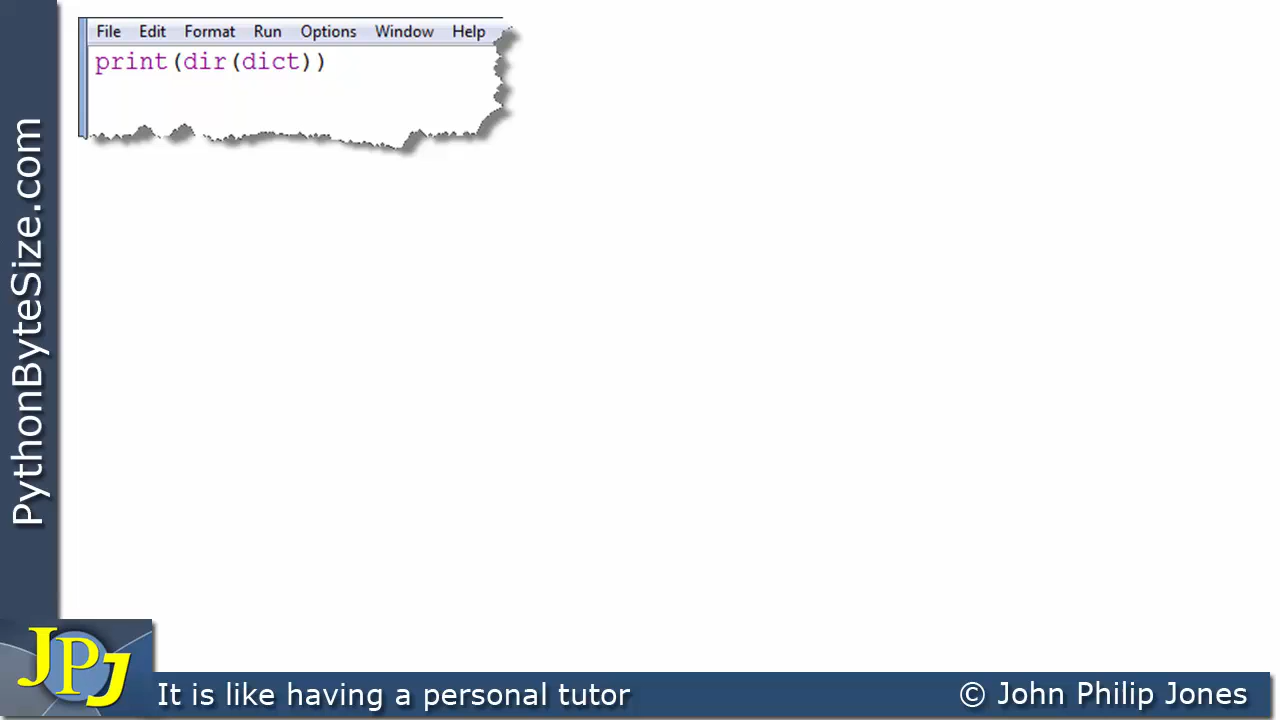 File Edit Format Run Options Window Help
print(dir(dict))
PythonByteSize.com
JPJ
It is like having a personal tutor
© John Philip Jones